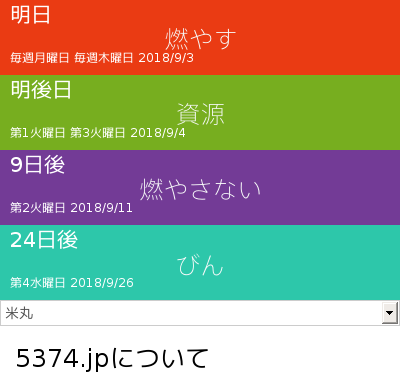 明日
燃やす
毎週月曜日 毎週木曜日 2018/9/3
明後日
資源
第1火曜日 第3火曜日 2018/9/4
9日後
燃やさない
第2火曜日 2018/9/11
24日後
びん
第4水曜日 2018/9/26
米丸
5374.jpについて